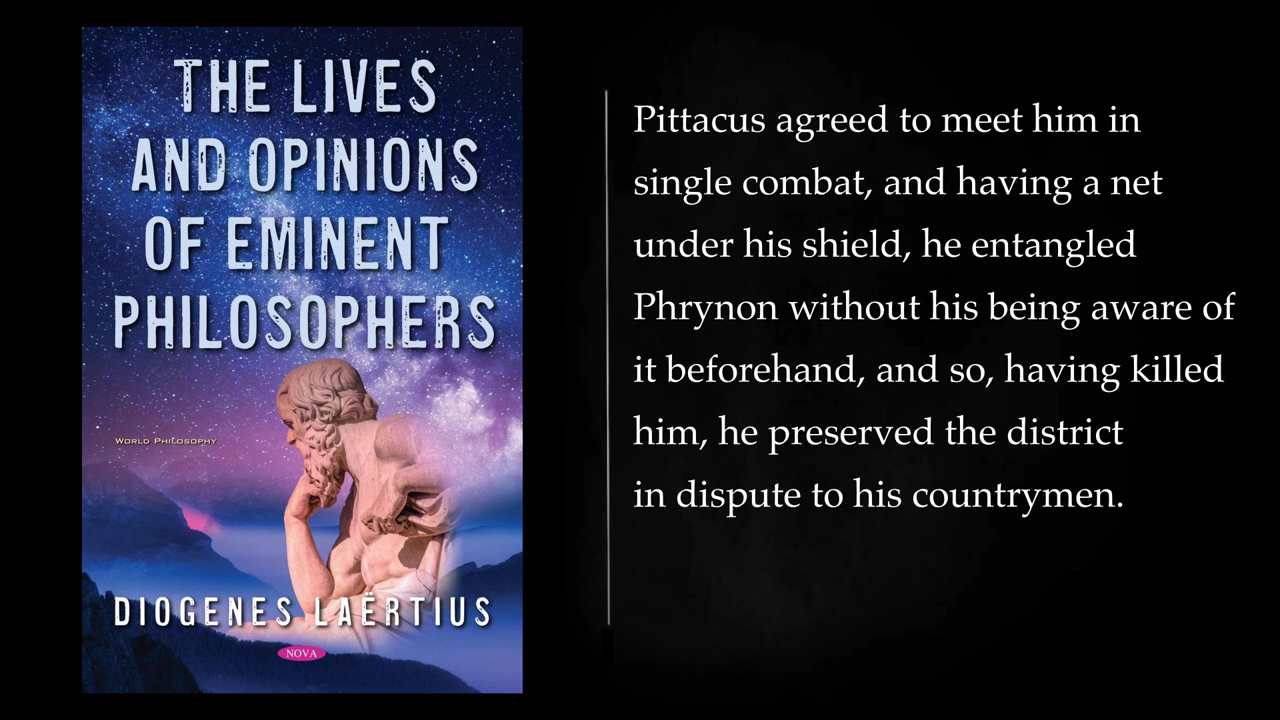 THE LIVES
AND OPINIONS
OF EMINENT
PHILOSOPHERS
WORLD PHILOSOPHY
DIOGENES LAËRTIUS
NOVA
Pittacus agreed to meet him in
single combat, and having a net
under his shield, he entangled
Phrynon without his being aware of
it beforehand, and so, having killed
him, he preserved the district
in dispute to his countrymen.